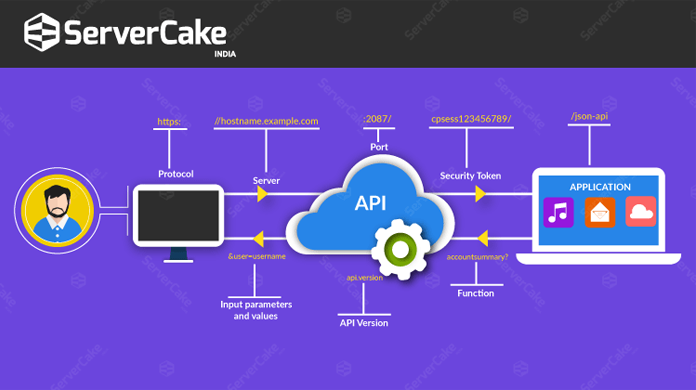 ServerCake
INDIA
https:
//hostname.example.com
:2087/
cpsess123456789/
/json-api
Protocol
Server
Port
Security Token
API
APPLICATION
&user=username
api.version
accountsummary?
Input parameters
and values
API Version
Function